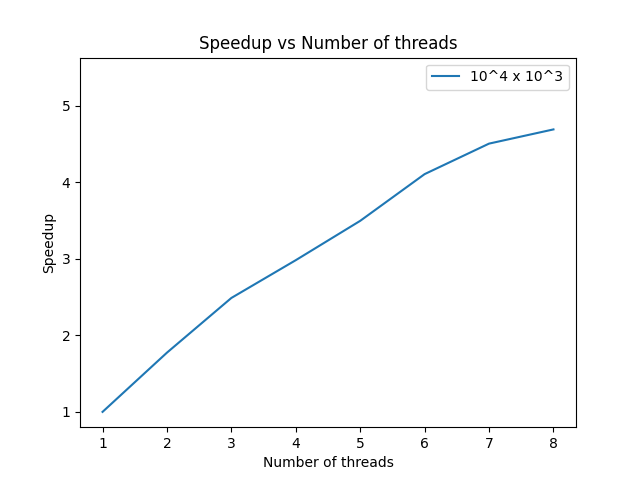 Speedup vs Number of threads
10^4 x 10^3
5
4
3
2
1
Speedup
1 2 3 4 5 6 7 8
Number of threads